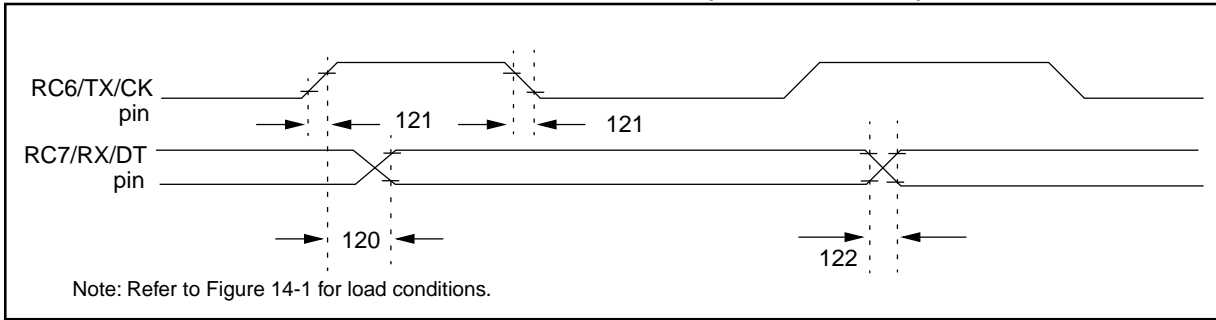 RC6/TX/CK
pin
121
121
RC7/RX/DT
pin
120
122
Note: Refer to Figure 14-1 for load conditions.